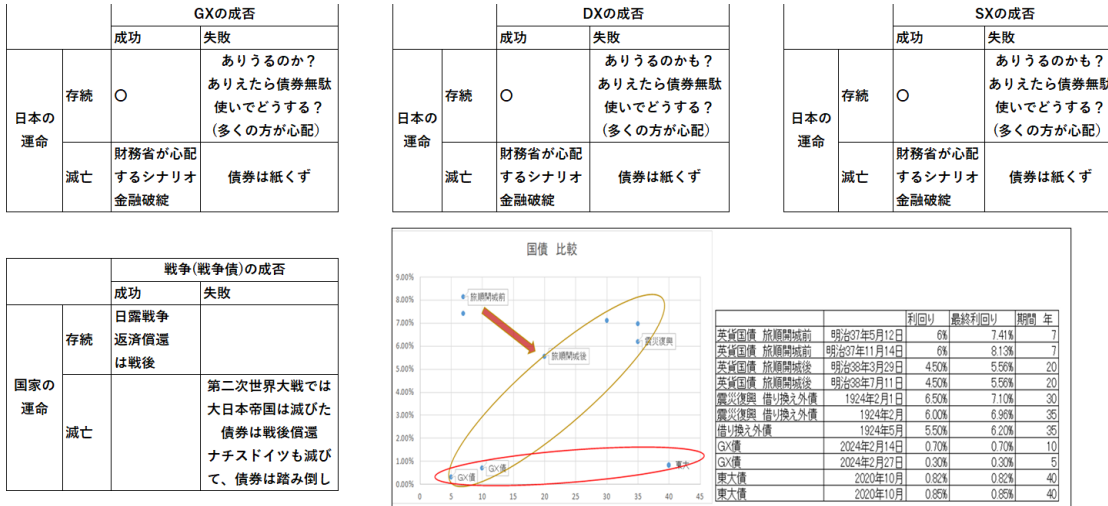 GXの成否
成功 失敗
日本の運命
存続
〇
ありうるのか？
ありえたら債券無駄
使いでどうする？
(多くの方が心配)
滅亡
財務省が心配
するシナリオ
金融破綻
債券は紙くず
DXの成否
成功 失敗
日本の
運命
存続
〇
ありうるのかも？
ありえたら債券無駄
使いでどうする？
(多くの方が心配)
滅亡
財務省が心配
するシナリオ
金融破綻
債券は紙くず
SXの成否
成功 失敗
日本の
運命
存続
〇
ありうるのかも？
ありえたら債券無駄
使いでどうする？
(多くの方が心配)
滅亡
財務省が心配
するシナリオ
金融破綻
債券は紙くず
戦争(戦争債)の成否
成功 失敗
国家の
運命
存続
日露戦争
返済償還
は戦後
滅亡
第二次世界大戦では
大日本帝国は滅びた
債券は戦後償還
ナチスドイツも滅び
て、債券は踏み倒し
国債 比較
9.00%
8.00%
7.00%
6.00%
5.00%
4.00%
3.00%
2.00%
1.00%
0.00%
0 5 10 15 20 25 30 35 40 45
旅順開城前
旅順開城後
震災復興
GX債
GX債
東大
利回り 最終利回り 期間 年
英貨国債 旅順開城前 明治37年5月12日 6% 7.41% 7
英貨国債 旅順開城前 明治37年11月14日 6% 8.13% 7
英貨国債 旅順開城後 明治38年3月29日 4.50% 5.56% 20
英貨国債 旅順開城後 明治38年7月11日 4.50% 5.56% 20
震災復興 借り換え外債 1924年2月1日 6.50% 7.10% 30
震災復興 借り換え外債 1924年2月 6.00% 6.96% 35
借り換え外債 1924年5月 5.50% 6.20% 35
GX債 2024年2月14日 0.70% 0.70% 10
GX債 2024年2月27日 0.30% 0.30% 5
東大債 2020年10月 0.82% 0.82% 40
東大債 2020年10月 0.85% 0.85% 40